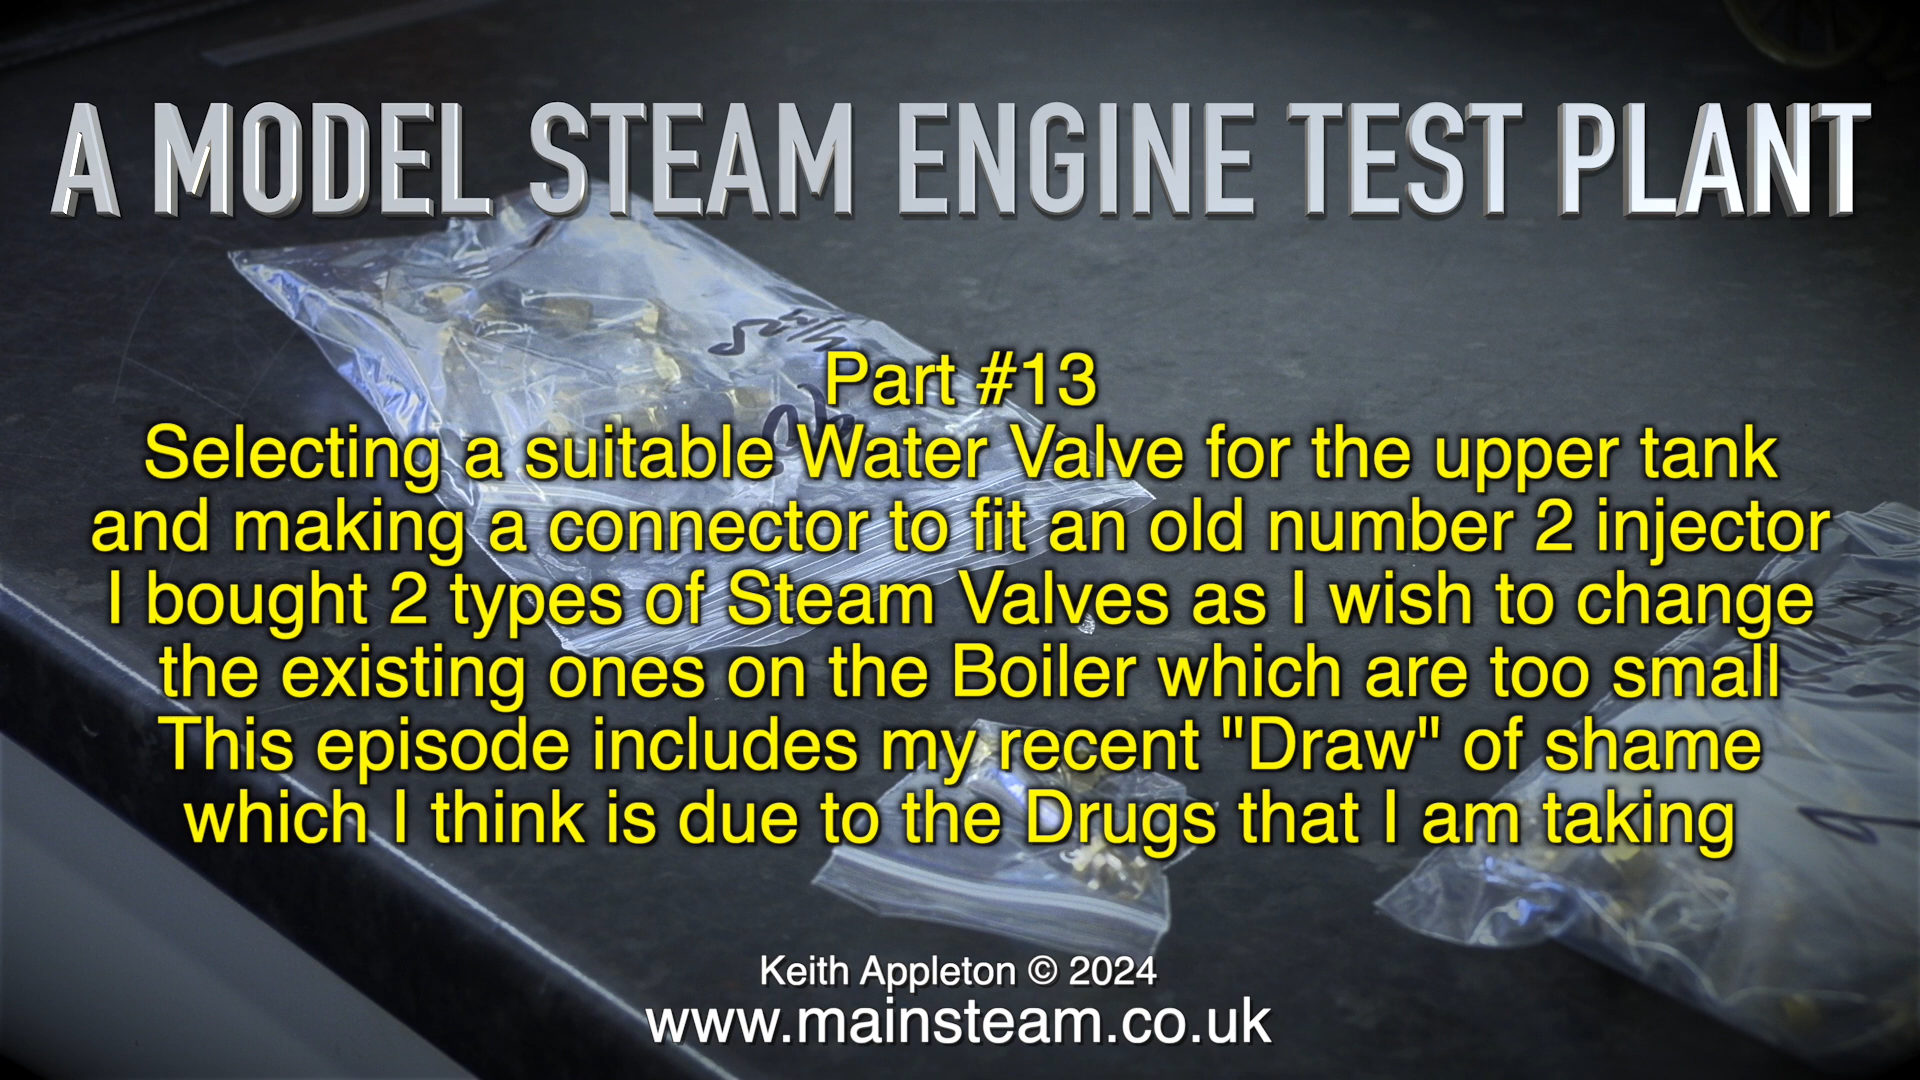 A MODEL STEAM ENGINE TEST PLANT
Part #13
Selecting a suitable Water Valve for the upper tank
and making a connector to fit an old number 2 injector
I bought 2 types of Steam Valves as I wish to change
the existing ones on the Boiler which are too small
This episode includes my recent "Draw" of shame
which I think is due to the Drugs that I am taking
Keith Appleton © 2024
www.mainsteam.co.uk